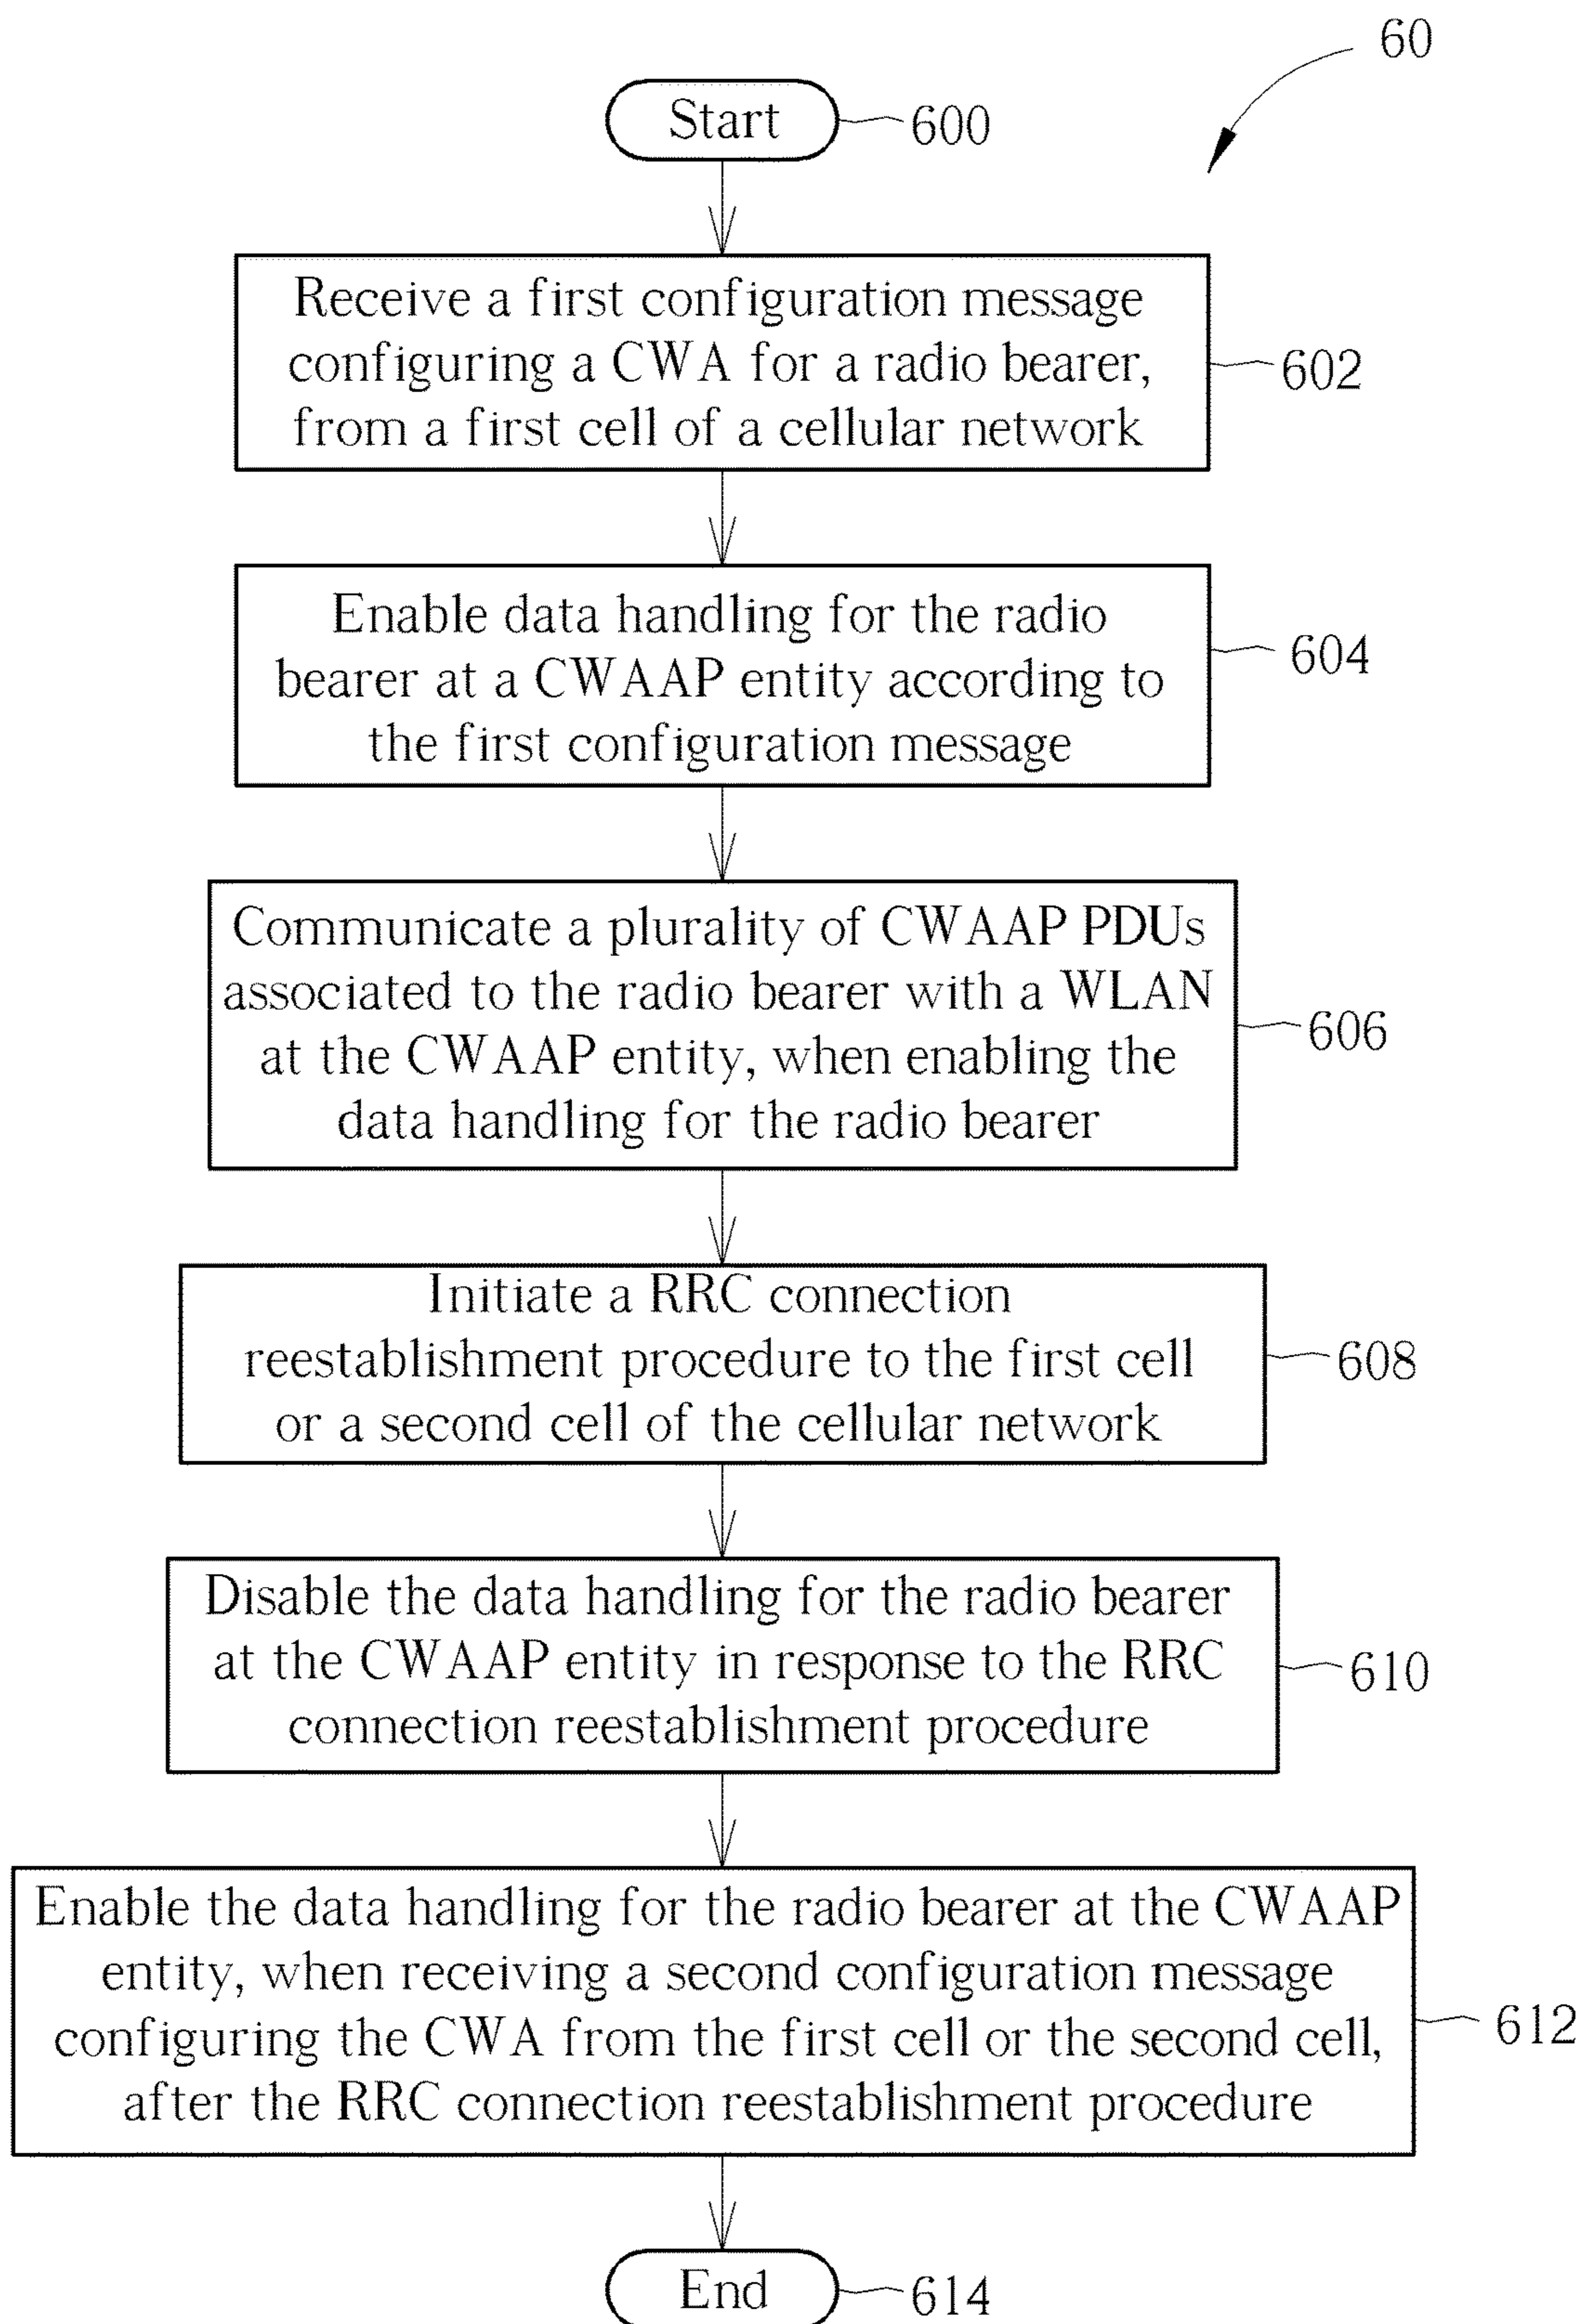 60
Start
600
Receive a first configuration message
configuring a CWA for a radio bearer,
from a first cell of a cellular network
602
Enable data handling for the radio
bearer at a CWAAP entity according to
the first configuration message
604
Communicate a plurality of CWAAP PDUs
associated to the radio bearer with a WLAN
at the CWAAP entity, when enabling the
data handling for the radio bearer
606
Initiate a RRC connection
reestablishment procedure to the first cell
or a second cell of the cellular network
608
Disable the data handling for the radio bearer
at the CWAAP entity in response to the RRC
connection reestablishment procedure
610
Enable the data handling for the radio bearer at the CWAAP
entity, when receiving a second configuration message
configuring the CWA from the first cell or the second cell,
after the RRC connection reestablishment procedure
612
End
614